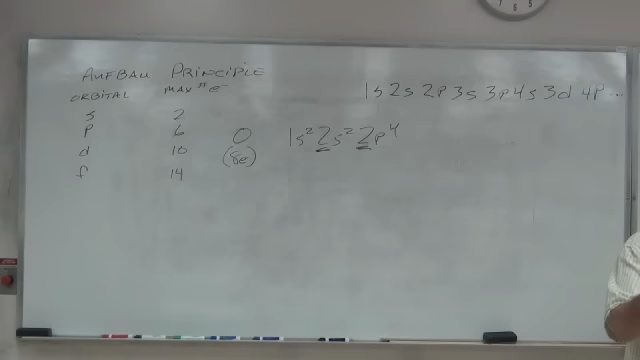 AUFBAU PRINCIPLE
ORBITAL MAX # e⁻
1s 2s 2p 3s 3p 4s 3d 4p ...
s 2
p 6
d 10
f 14
O 1s² 2s² 2p⁴
(8e)